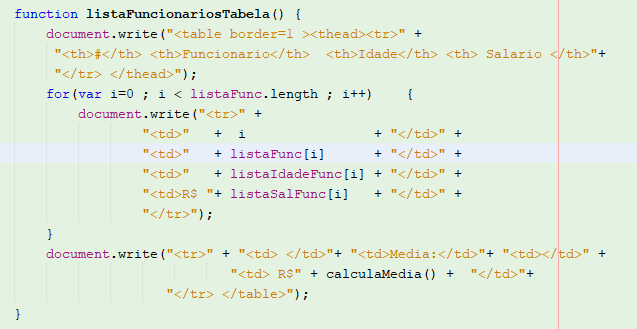 function listaFuncionariosTabela() {
    document.write("<table border=1 ><thead><tr>" +
     "<th>#</th> <th>Funcionario</th>  <th>Idade</th> <th> Salario </th>"+
     "</tr> </thead>");
    for(var i=0 ; i < listaFunc.length ; i++)    {
        document.write("<tr>" +
                "<td>"   +  i                + "</td>" +
                "<td>"   + listaFunc[i]      + "</td>" +
                "<td>"   + listaIdadeFunc[i] + "</td>" +
                "<td>R$ "+ listaSalFunc[i]   + "</td>" +
                "</tr>");
    }
    document.write("<tr>" + "<td> </td>"+ "<td>Media:</td>"+ "<td></td>" +
                           "<td> R$" + calculaMedia() +  "</td>"+
                   "</tr> </table>");
}